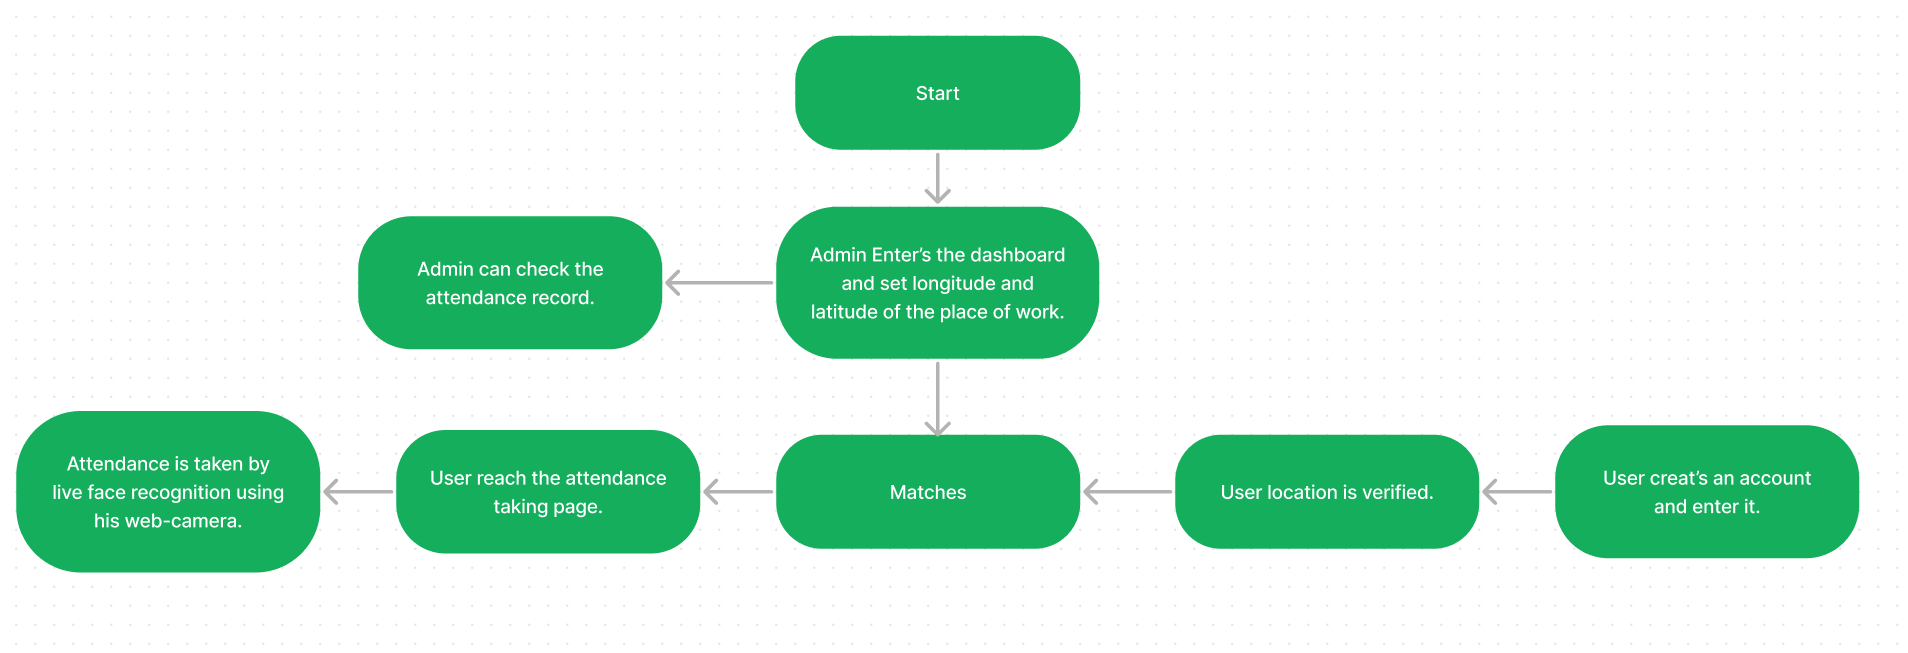 Start
Admin can check the
attendance record.
Admin Enter’s the dashboard
and set longitude and
latitude of the place of work.
Attendance is taken by
live face recognition using
his web-camera.
User reach the attendance
taking page.
Matches
User location is verified.
User creat’s an account
and enter it.